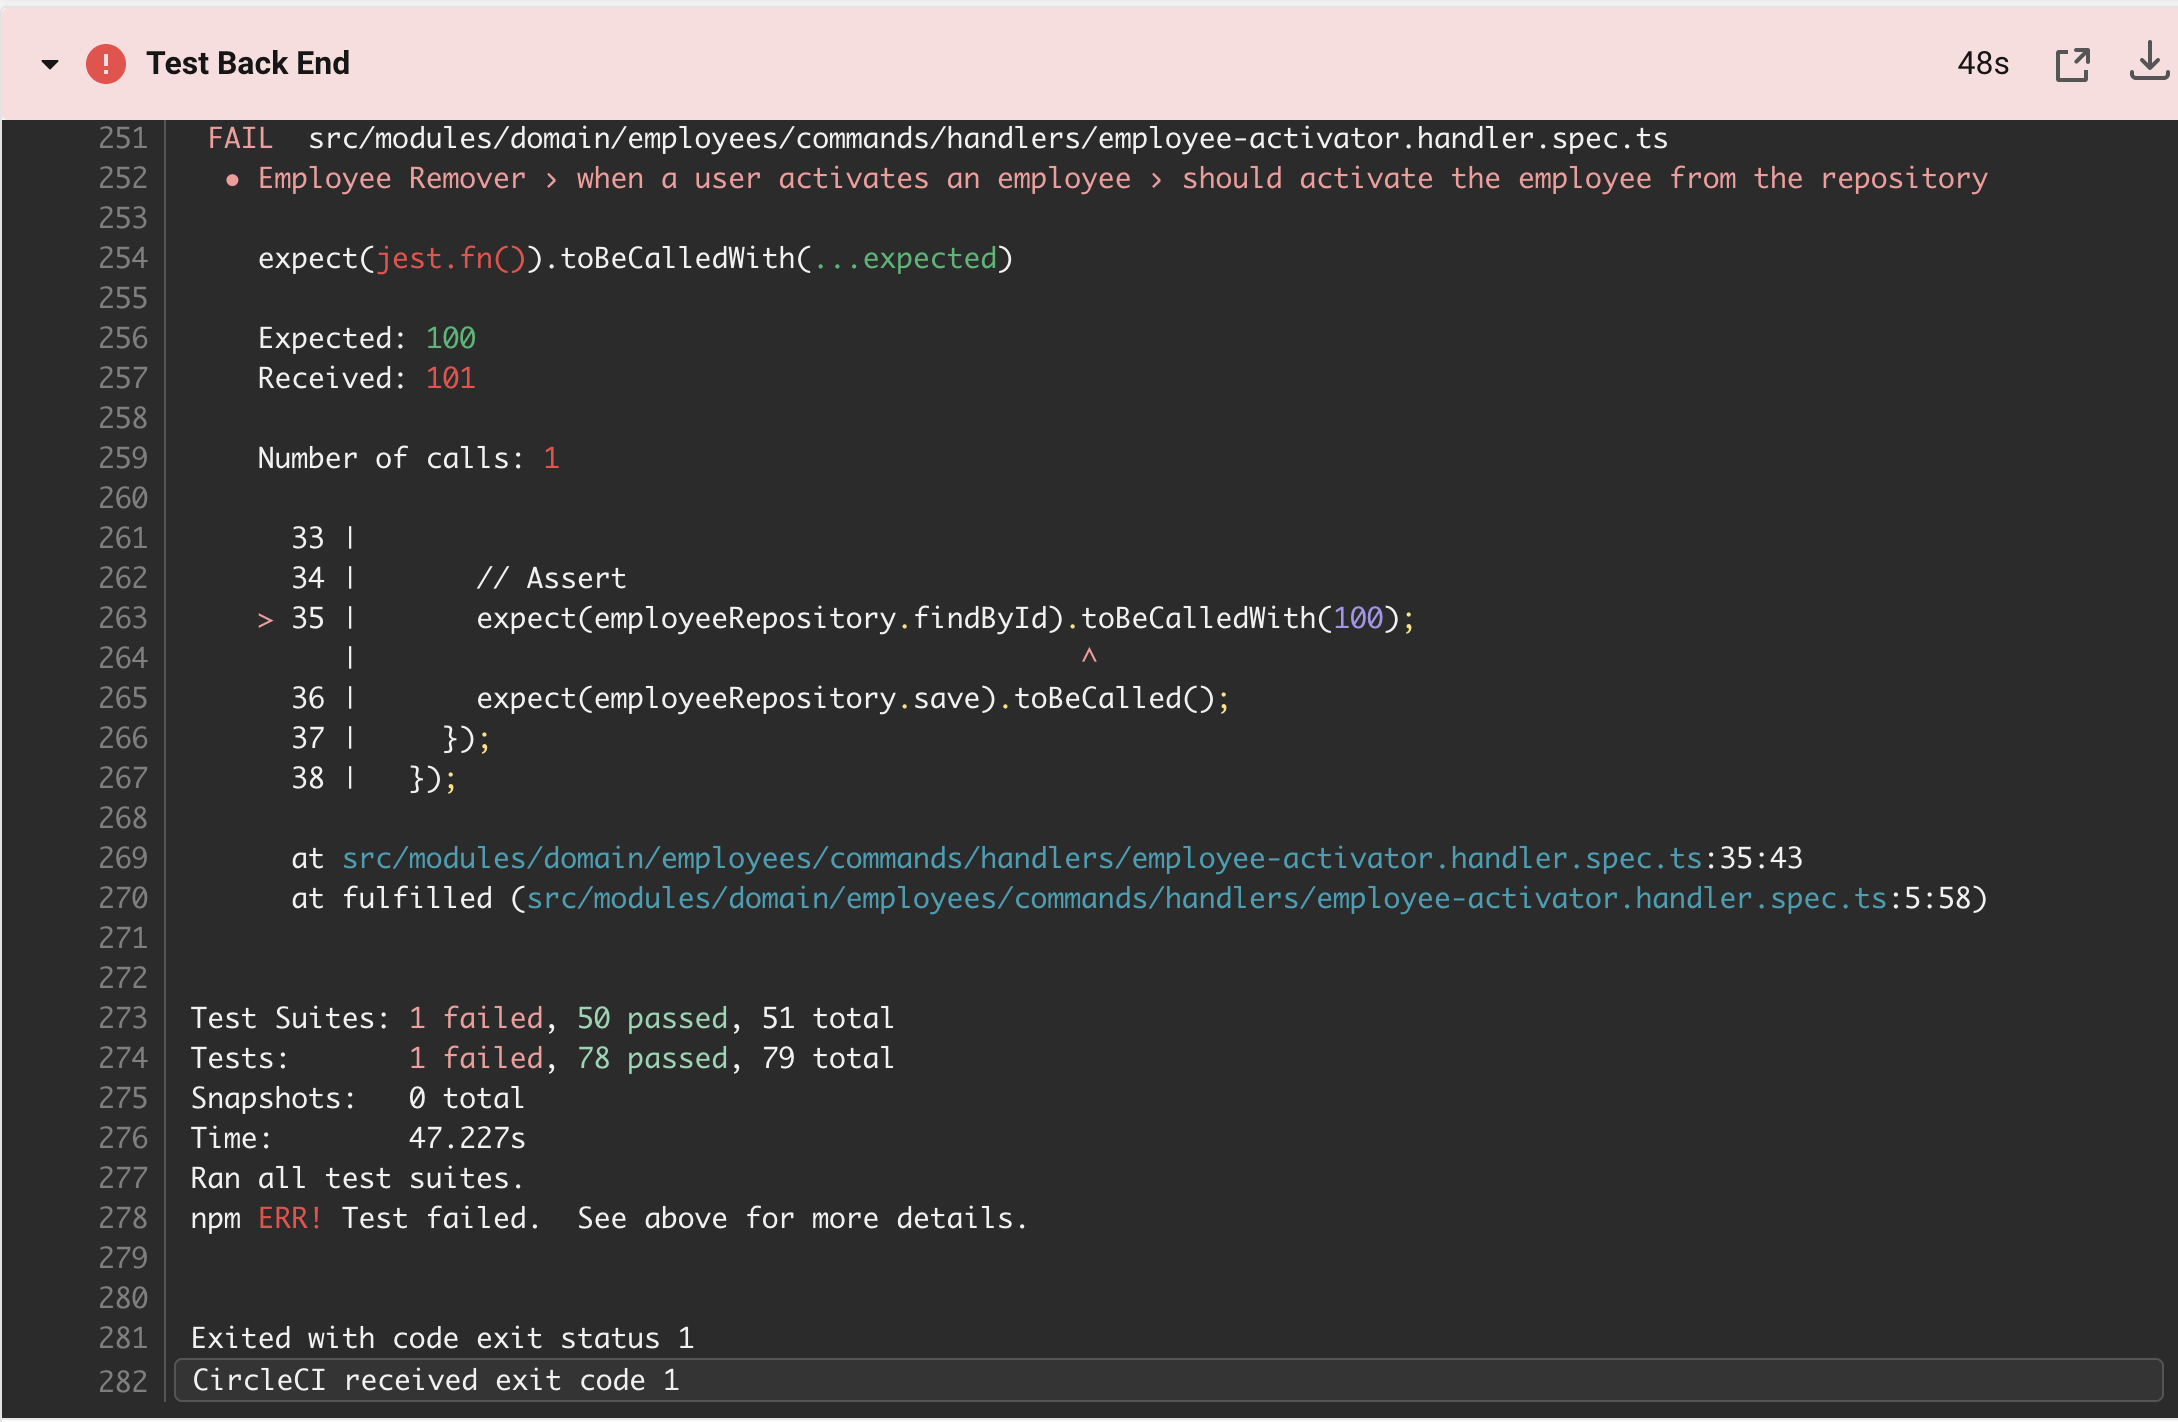 Test Back End 48s
251 FAIL  src/modules/domain/employees/commands/handlers/employee-activator.handler.spec.ts
252   ● Employee Remover › when a user activates an employee › should activate the employee from the repository
253
254     expect(jest.fn()).toBeCalledWith(...expected)
255
256     Expected: 100
257     Received: 101
258
259     Number of calls: 1
260
261       33 |
262       34 |       // Assert
263     > 35 |       expect(employeeRepository.findById).toBeCalledWith(100);
264          |                                           ^
265       36 |       expect(employeeRepository.save).toBeCalled();
266       37 |     });
267       38 |   });
268
269       at src/modules/domain/employees/commands/handlers/employee-activator.handler.spec.ts:35:43
270       at fulfilled (src/modules/domain/employees/commands/handlers/employee-activator.handler.spec.ts:5:58)
271
272
273 Test Suites: 1 failed, 50 passed, 51 total
274 Tests:       1 failed, 78 passed, 79 total
275 Snapshots:   0 total
276 Time:        47.227s
277 Ran all test suites.
278 npm ERR! Test failed.  See above for more details.
279
280
281 Exited with code exit status 1
282 CircleCI received exit code 1